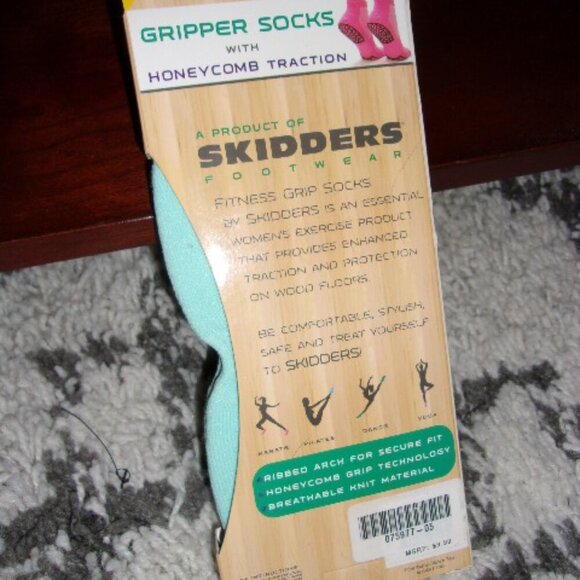 GRIPPER SOCKS
WITH
HONEYCOMB TRACTION
A PRODUCT OF
SKIDDERS
FOOTWEAR
FITNESS GRIP SOCKS
BY SKIDDERS IS AN ESSENTIAL
WOMEN'S EXERCISE PRODUCT
THAT PROVIDES ENHANCED
TRACTION AND PROTECTION
ON WOOD FLOORS.
BE COMFORTABLE, STYLISH,
SAFE AND TREAT YOURSELF
TO SKIDDERS!
KARATE PILATES DANCE YOGA
RIBBED ARCH FOR SECURE FIT
HONEYCOMB GRIP TECHNOLOGY
BREATHABLE KNIT MATERIAL
075977-05
MSRP: